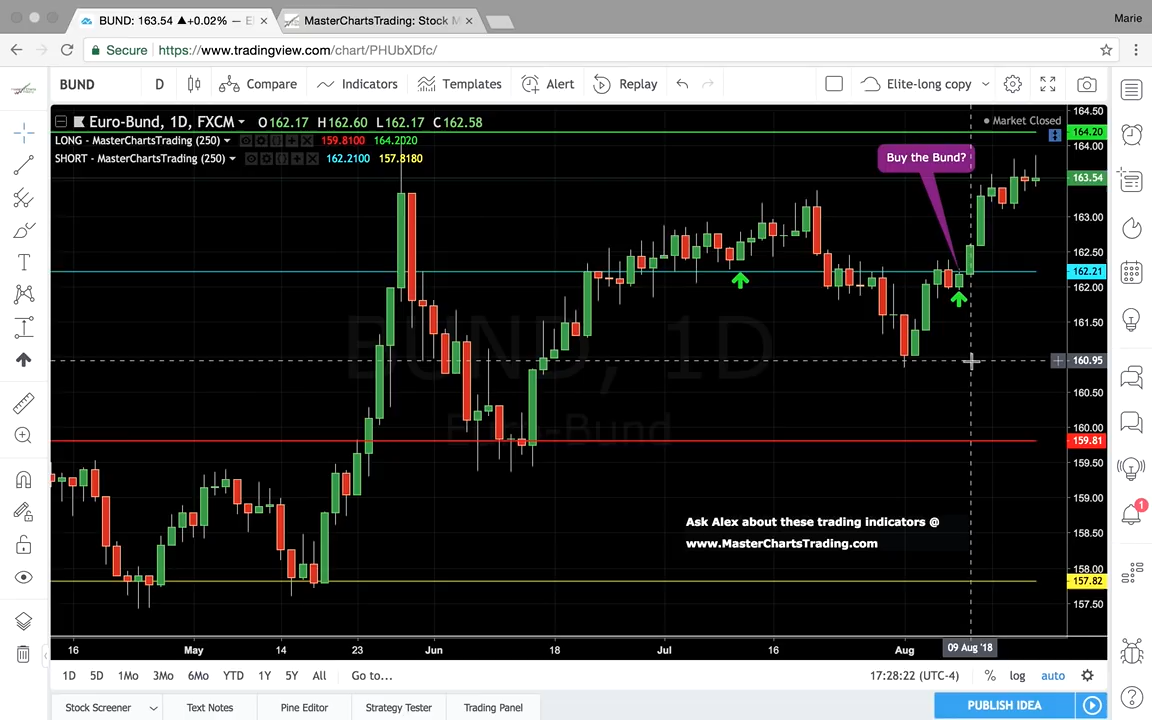 BUND: 163.54 ▲+0.02% —
MasterChartsTrading: Stock M
Marie
Secure
https://www.tradingview.com/chart/PHUbXDfc/
BUND
D
Compare
Indicators
Templates
Alert
Replay
Elite-long copy
Euro-Bund, 1D, FXCM
O162.17 H162.60 L162.17 C162.58
Market Closed
LONG - MasterChartsTrading (250)
159.8100 164.2020
SHORT - MasterChartsTrading (250)
162.2100 157.8180
Buy the Bund?
164.50
164.20
164.00
163.54
163.00
162.50
162.21
162.00
161.50
160.95
160.50
160.00
159.81
159.50
159.00
158.50
158.00
157.82
157.50
BUND, 1D
Euro-Bund
Ask Alex about these trading indicators @
www.MasterChartsTrading.com
1
16 May 14 23 Jun 18 Jul 16 Aug 09 Aug '18
1D 5D 1Mo 3Mo 6Mo YTD 1Y 5Y All Go to...
17:28:22 (UTC-4) % log auto
Stock Screener
Text Notes
Pine Editor
Strategy Tester
Trading Panel
PUBLISH IDEA